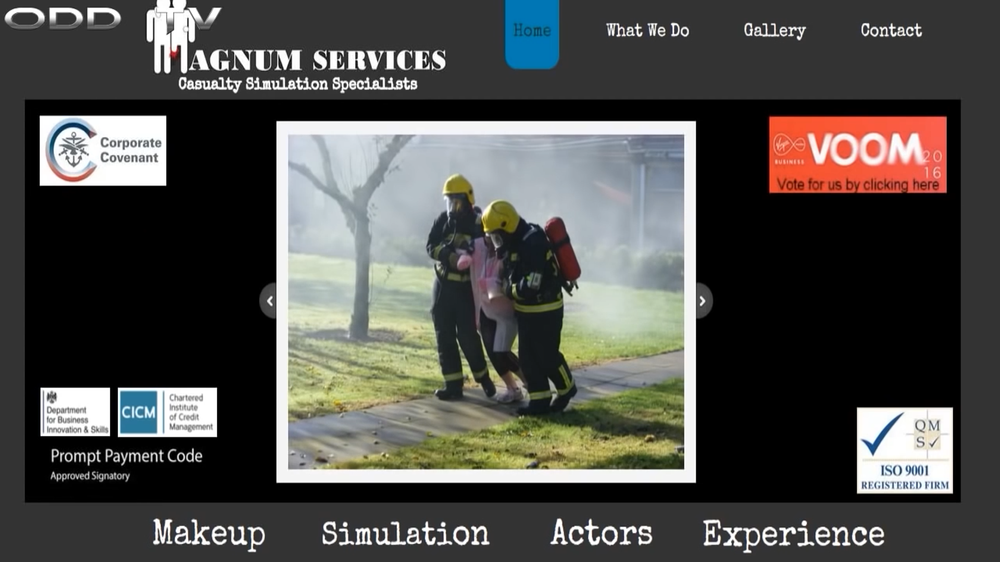 ODD TV
MAGNUM SERVICES
Casualty Simulation Specialists
Home
What We Do
Gallery
Contact
Corporate
Covenant
Virgin
BUSINESS
VOOM
20
16
Vote for us by clicking here
Department
for Business
Innovation & Skills
CICM
Chartered
Institute
of Credit
Management
Prompt Payment Code
Approved Signatory
QM
S
ISO 9001
REGISTERED FIRM
Makeup
Simulation
Actors
Experience